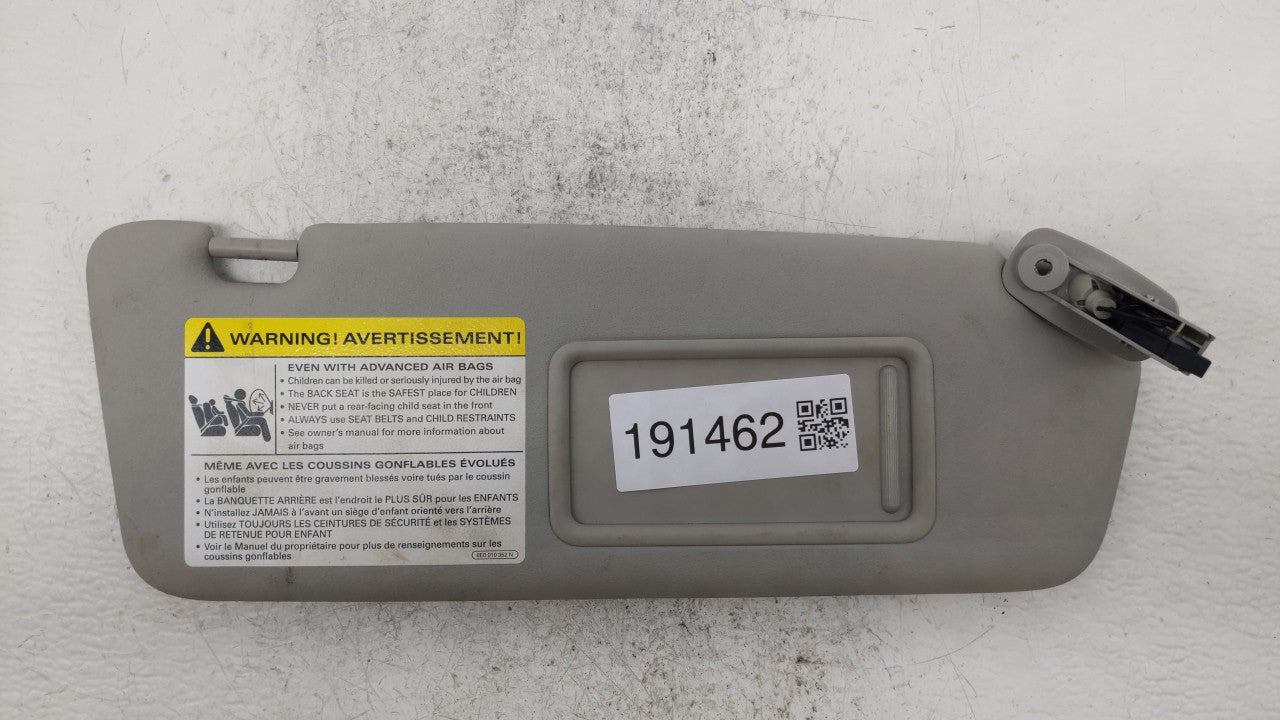 WARNING! AVERTISSEMENT!
EVEN WITH ADVANCED AIR BAGS
• Children can be killed or seriously injured by the air bag
• The BACK SEAT is the SAFEST place for CHILDREN
• NEVER put a rear-facing child seat in the front
• ALWAYS use SEAT BELTS and CHILD RESTRAINTS
• See owner's manual for more information about
air bags
MÊME AVEC LES COUSSINS GONFLABLES ÉVOLUÉS
• Les enfants peuvent être gravement blessés voire tués par le coussin
gonflable
• La BANQUETTE ARRIÈRE est l'endroit le PLUS SÛR pour les ENFANTS
• N'installez JAMAIS à l'avant un siège d'enfant orienté vers l'arrière
• Utilisez TOUJOURS LES CEINTURES DE SÉCURITÉ et les SYSTÈMES
DE RETENUE POUR ENFANT
• Voir le Manuel du propriétaire pour plus de renseignements sur les
coussins gonflables
8E0 010 352 N
191462